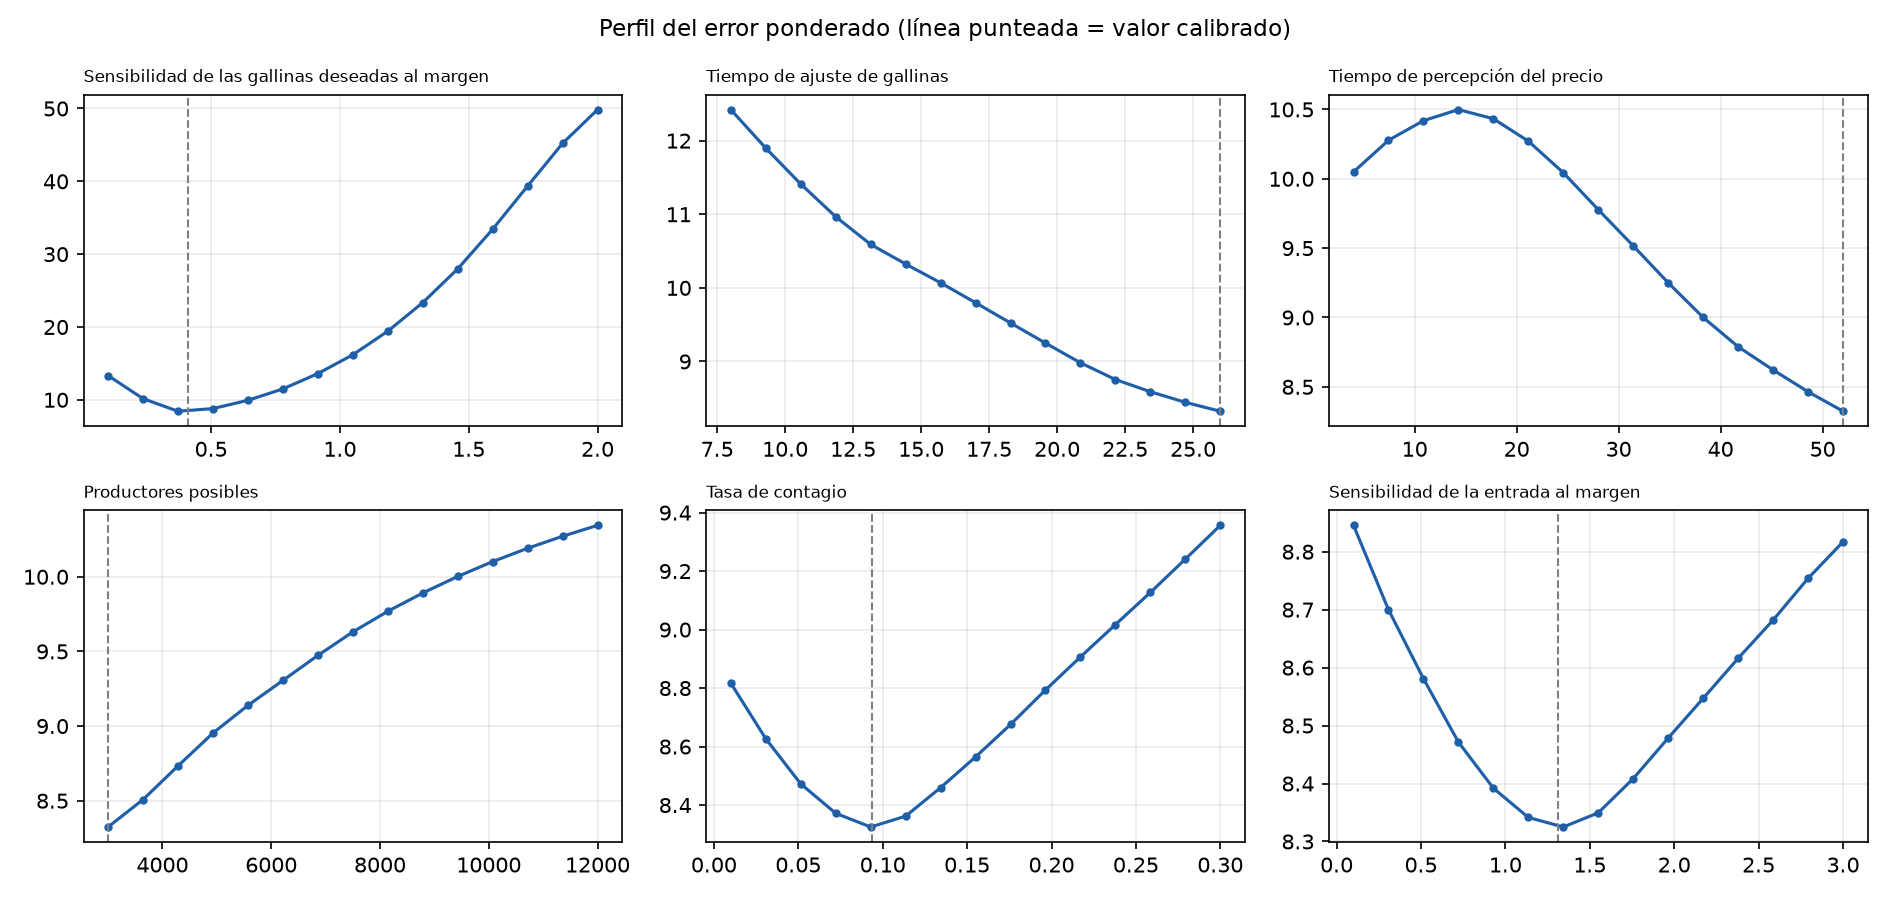 Perfil del error ponderado (línea punteada = valor calibrado)
Sensibilidad de las gallinas deseadas al margen
50
40
30
20
10
0.5 1.0 1.5 2.0
Tiempo de ajuste de gallinas
12
11
10
9
7.5 10.0 12.5 15.0 17.5 20.0 22.5 25.0
Tiempo de percepción del precio
10.5
10.0
9.5
9.0
8.5
10 20 30 40 50
Productores posibles
10.0
9.5
9.0
8.5
4000 6000 8000 10000 12000
Tasa de contagio
9.4
9.2
9.0
8.8
8.6
8.4
0.00 0.05 0.10 0.15 0.20 0.25 0.30
Sensibilidad de la entrada al margen
8.8
8.7
8.6
8.5
8.4
8.3
0.0 0.5 1.0 1.5 2.0 2.5 3.0